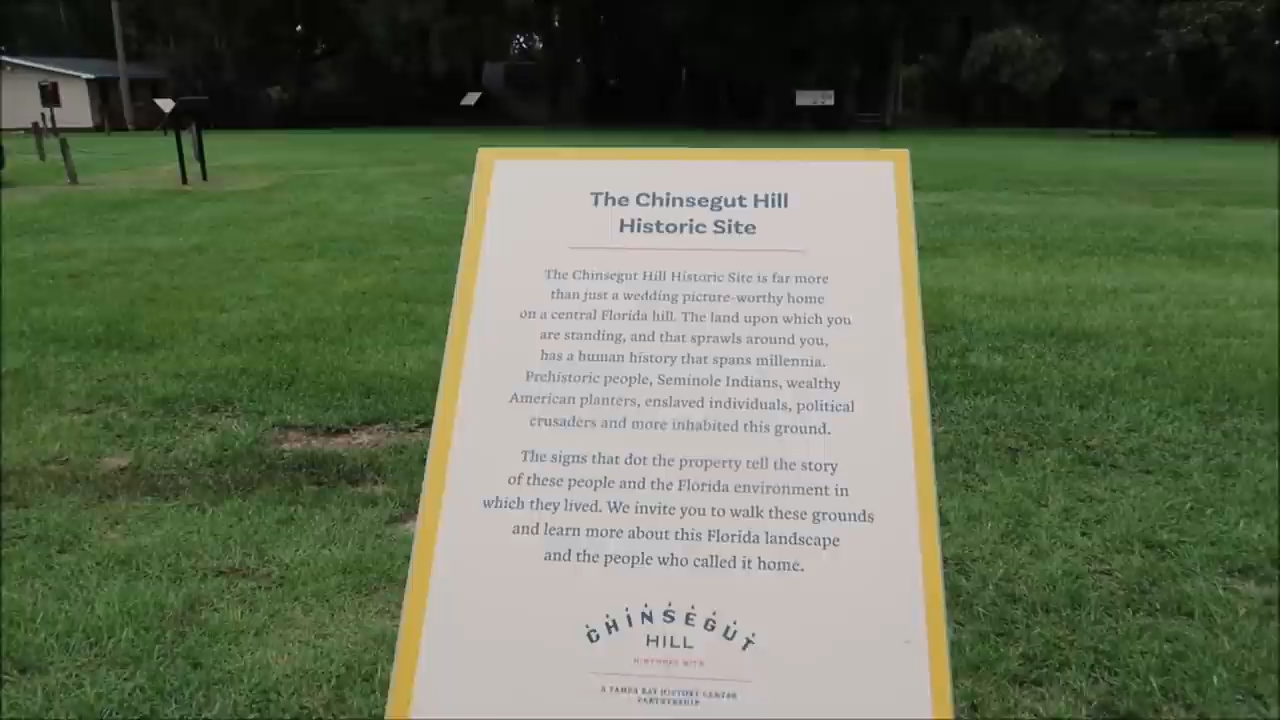 The Chinsegut Hill
Historic Site
The Chinsegut Hill Historic Site is far more
than just a wedding picture-worthy home
on a central Florida hill. The land upon which you
are standing, and that sprawls around you,
has a human history that spans millennia.
Prehistoric people, Seminole Indians, wealthy
American planters, enslaved individuals, political
crusaders and more inhabited this ground.
The signs that dot the property tell the story
of these people and the Florida environment in
which they lived. We invite you to walk these grounds
and learn more about this Florida landscape
and the people who called it home.
CHINSEGUT
HILL
HISTORIC SITE
A TAMPA BAY HISTORY CENTER
PARTNERSHIP